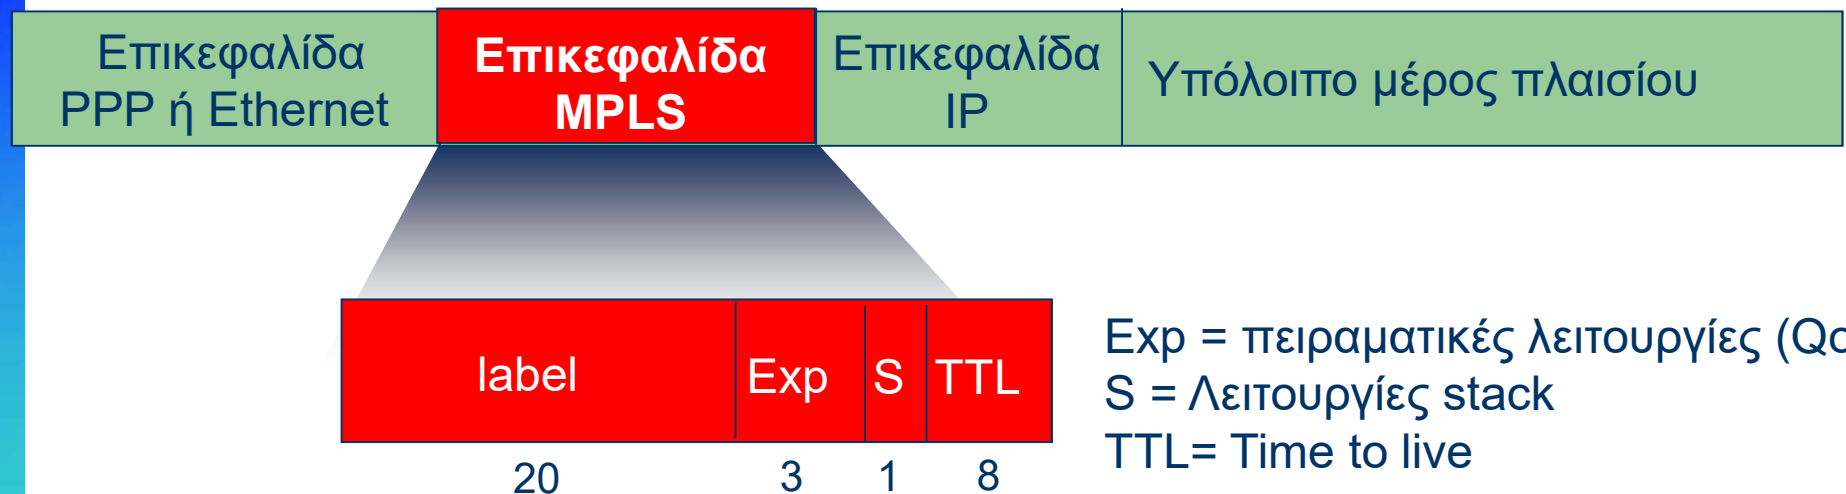 Επικεφαλίδα
PPP ή Ethernet
Επικεφαλίδα
MPLS
Επικεφαλίδα
IP
Υπόλοιπο μέρος πλαισίου
label Exp S TTL
20 3 1 8
Exp = πειραματικές λειτουργίες
S = Λειτουργίες stack
TTL= Time to live